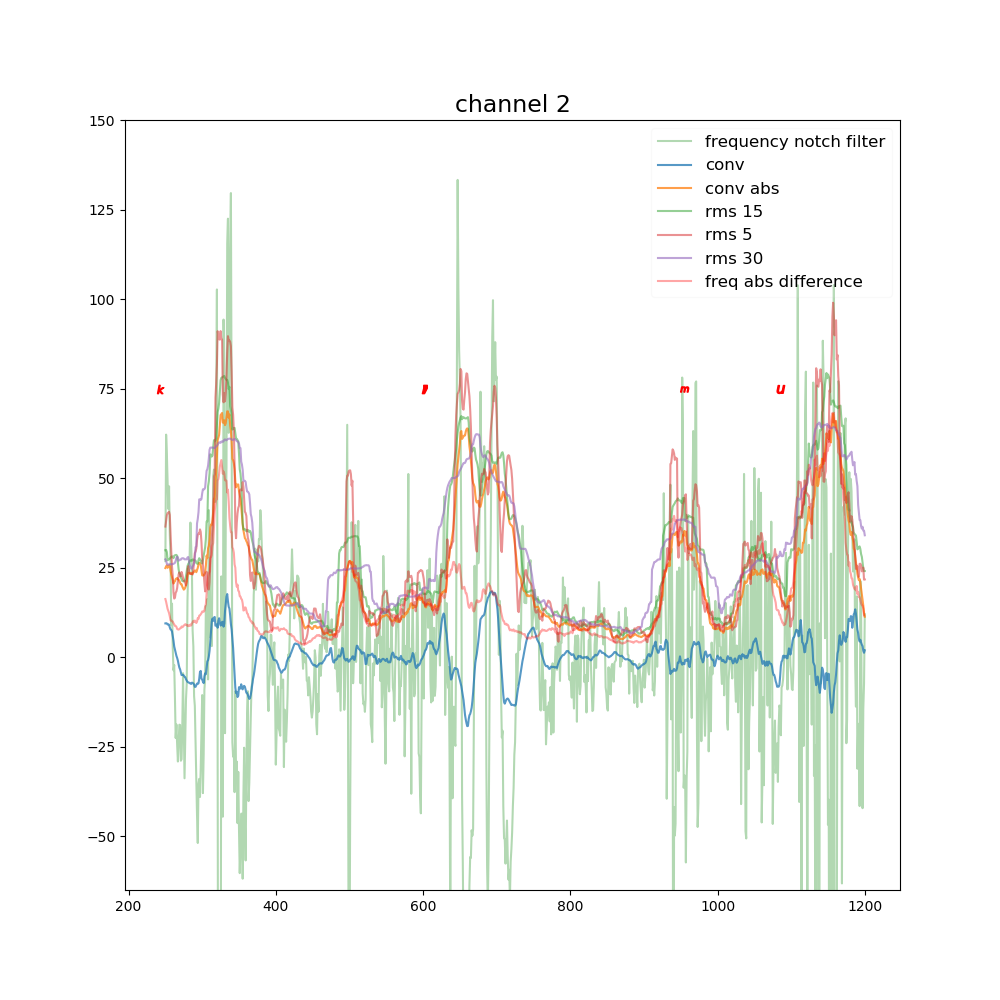 channel 2
150
125
100
75
50
25
0
−25
−50
frequency notch filter
conv
conv abs
rms 15
rms 5
rms 30
freq abs difference
k , m u
200 400 600 800 1000 1200